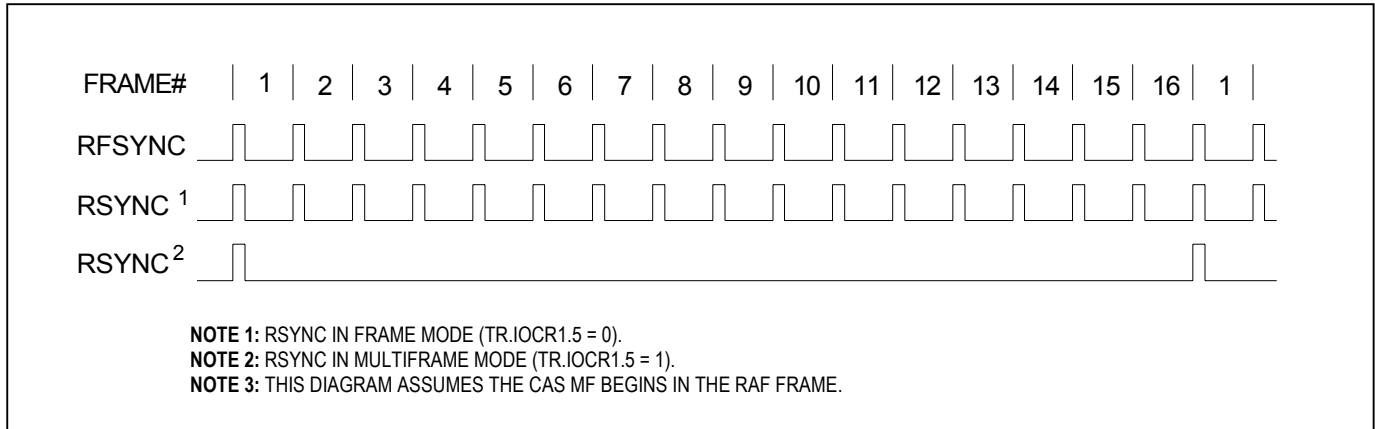 FRAME# 1 2 3 4 5 6 7 8 9 10 11 12 13 14 15 16 1
RFSYNC
RSYNC 1
RSYNC 2
NOTE 1: RSYNC IN FRAME MODE (TR.IOCR1.5 = 0).
NOTE 2: RSYNC IN MULTIFRAME MODE (TR.IOCR1.5 = 1).
NOTE 3: THIS DIAGRAM ASSUMES THE CAS MF BEGINS IN THE RAF FRAME.